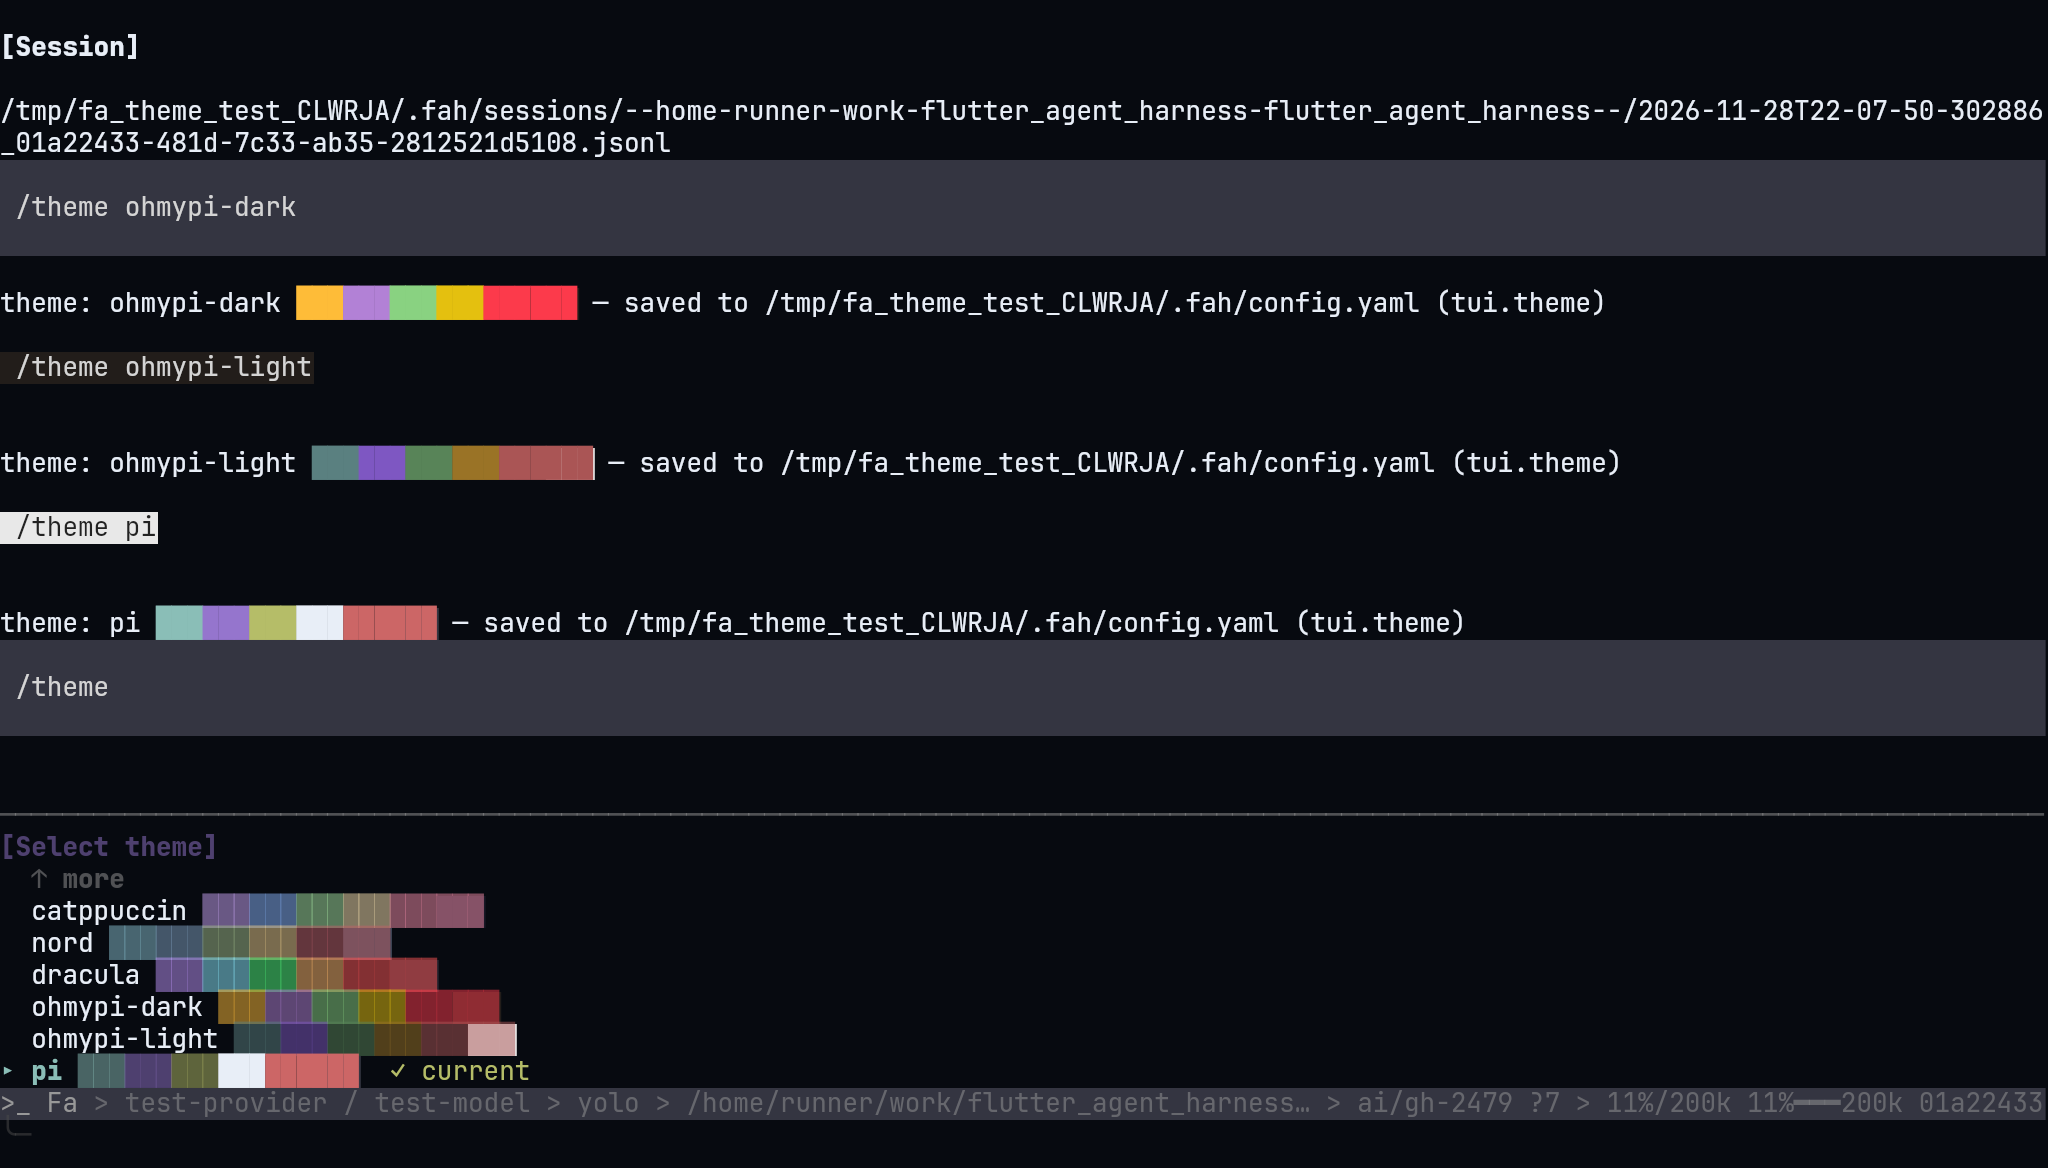 [Session]
/tmp/fa_theme_test_CLWRJA/.fah/sessions/--home-runner-work-flutter_agent_harness-flutter_agent_harness--/2026-11-28T22-07-50-302886
_01a22433-481d-7c33-ab35-2812521d5108.jsonl
/theme ohmypi-dark
theme: ohmypi-dark — saved to /tmp/fa_theme_test_CLWRJA/.fah/config.yaml (tui.theme)
/theme ohmypi-light
theme: ohmypi-light — saved to /tmp/fa_theme_test_CLWRJA/.fah/config.yaml (tui.theme)
/theme pi
theme: pi — saved to /tmp/fa_theme_test_CLWRJA/.fah/config.yaml (tui.theme)
/theme
[Select theme]
↑ more
catppuccin
nord
dracula
ohmypi-dark
ohmypi-light
▸ pi ✓ current
>_ Fa > test-provider / test-model > yolo > /home/runner/work/flutter_agent_harness… > ai/gh-2479 ?7 > 11%/200k 11%━━━200k 01a22433